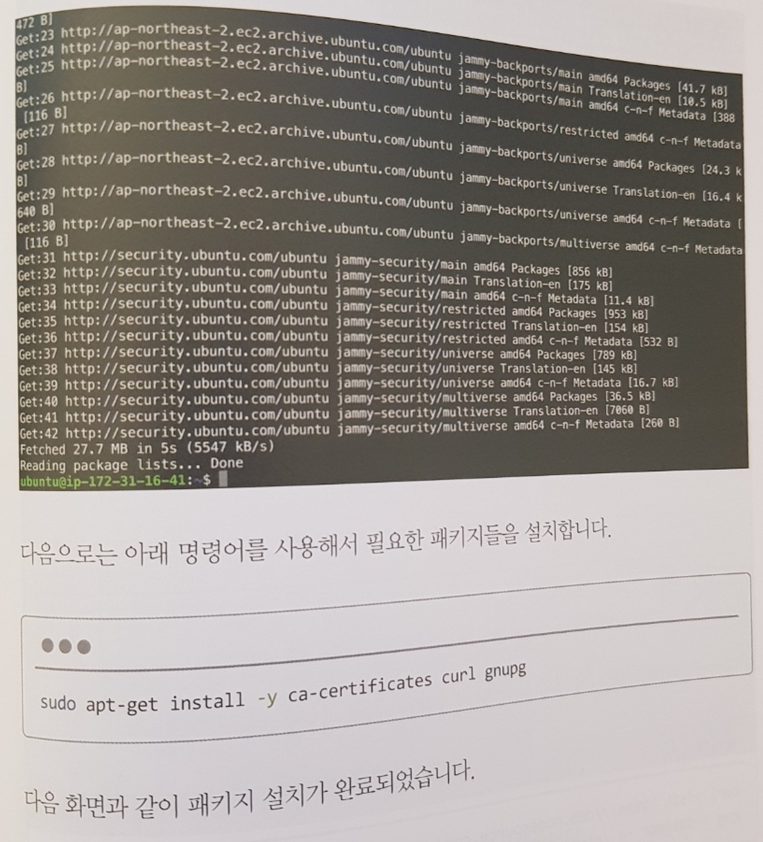 472 B]
Get:23 http://ap-northeast-2.ec2.archive.ubuntu.com/ubuntu jammy-backports/main amd64 Packages [41.7 kB]
Get:24 http://ap-northeast-2.ec2.archive.ubuntu.com/ubuntu jammy-backports/main Translation-en [10.5 kB]
Get:25 http://ap-northeast-2.ec2.archive.ubuntu.com/ubuntu jammy-backports/main amd64 c-n-f Metadata [388
B]
Get:26 http://ap-northeast-2.ec2.archive.ubuntu.com/ubuntu jammy-backports/restricted amd64 c-n-f Metadata
[116 B]
Get:27 http://ap-northeast-2.ec2.archive.ubuntu.com/ubuntu jammy-backports/universe amd64 Packages [24.3 k
B]
Get:28 http://ap-northeast-2.ec2.archive.ubuntu.com/ubuntu jammy-backports/universe Translation-en [16.4 k
B]
Get:29 http://ap-northeast-2.ec2.archive.ubuntu.com/ubuntu jammy-backports/universe amd64 c-n-f Metadata [
640 B]
Get:30 http://ap-northeast-2.ec2.archive.ubuntu.com/ubuntu jammy-backports/multiverse amd64 c-n-f Metadata
[116 B]
Get:31 http://security.ubuntu.com/ubuntu jammy-security/main amd64 Packages [856 kB]
Get:32 http://security.ubuntu.com/ubuntu jammy-security/main Translation-en [175 kB]
Get:33 http://security.ubuntu.com/ubuntu jammy-security/main amd64 c-n-f Metadata [11.4 kB]
Get:34 http://security.ubuntu.com/ubuntu jammy-security/restricted amd64 Packages [953 kB]
Get:35 http://security.ubuntu.com/ubuntu jammy-security/restricted Translation-en [154 kB]
Get:36 http://security.ubuntu.com/ubuntu jammy-security/restricted amd64 c-n-f Metadata [532 B]
Get:37 http://security.ubuntu.com/ubuntu jammy-security/universe amd64 Packages [789 kB]
Get:38 http://security.ubuntu.com/ubuntu jammy-security/universe Translation-en [145 kB]
Get:39 http://security.ubuntu.com/ubuntu jammy-security/universe amd64 c-n-f Metadata [16.7 kB]
Get:40 http://security.ubuntu.com/ubuntu jammy-security/multiverse amd64 Packages [36.5 kB]
Get:41 http://security.ubuntu.com/ubuntu jammy-security/multiverse Translation-en [7060 B]
Get:42 http://security.ubuntu.com/ubuntu jammy-security/multiverse amd64 c-n-f Metadata [260 B]
Fetched 27.7 MB in 5s (5547 kB/s)
Reading package lists... Done
ubuntu@ip-172-31-16-41:~$
다음으로는 아래 명령어를 사용해서 필요한 패키지들을 설치합니다.
sudo apt-get install -y ca-certificates curl gnupg
다음 화면과 같이 패키지 설치가 완료되었습니다.